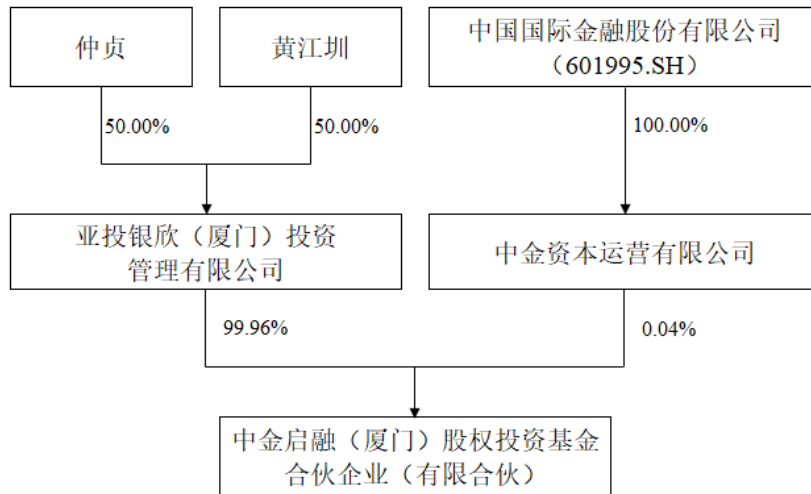 仲贞
黄江圳
中国国际金融股份有限公司
（601995.SH）
50.00%
50.00%
100.00%
亚投银欣（厦门）投资
管理有限公司
中金资本运营有限公司
99.96%
0.04%
中金启融（厦门）股权投资基金
合伙企业（有限合伙）